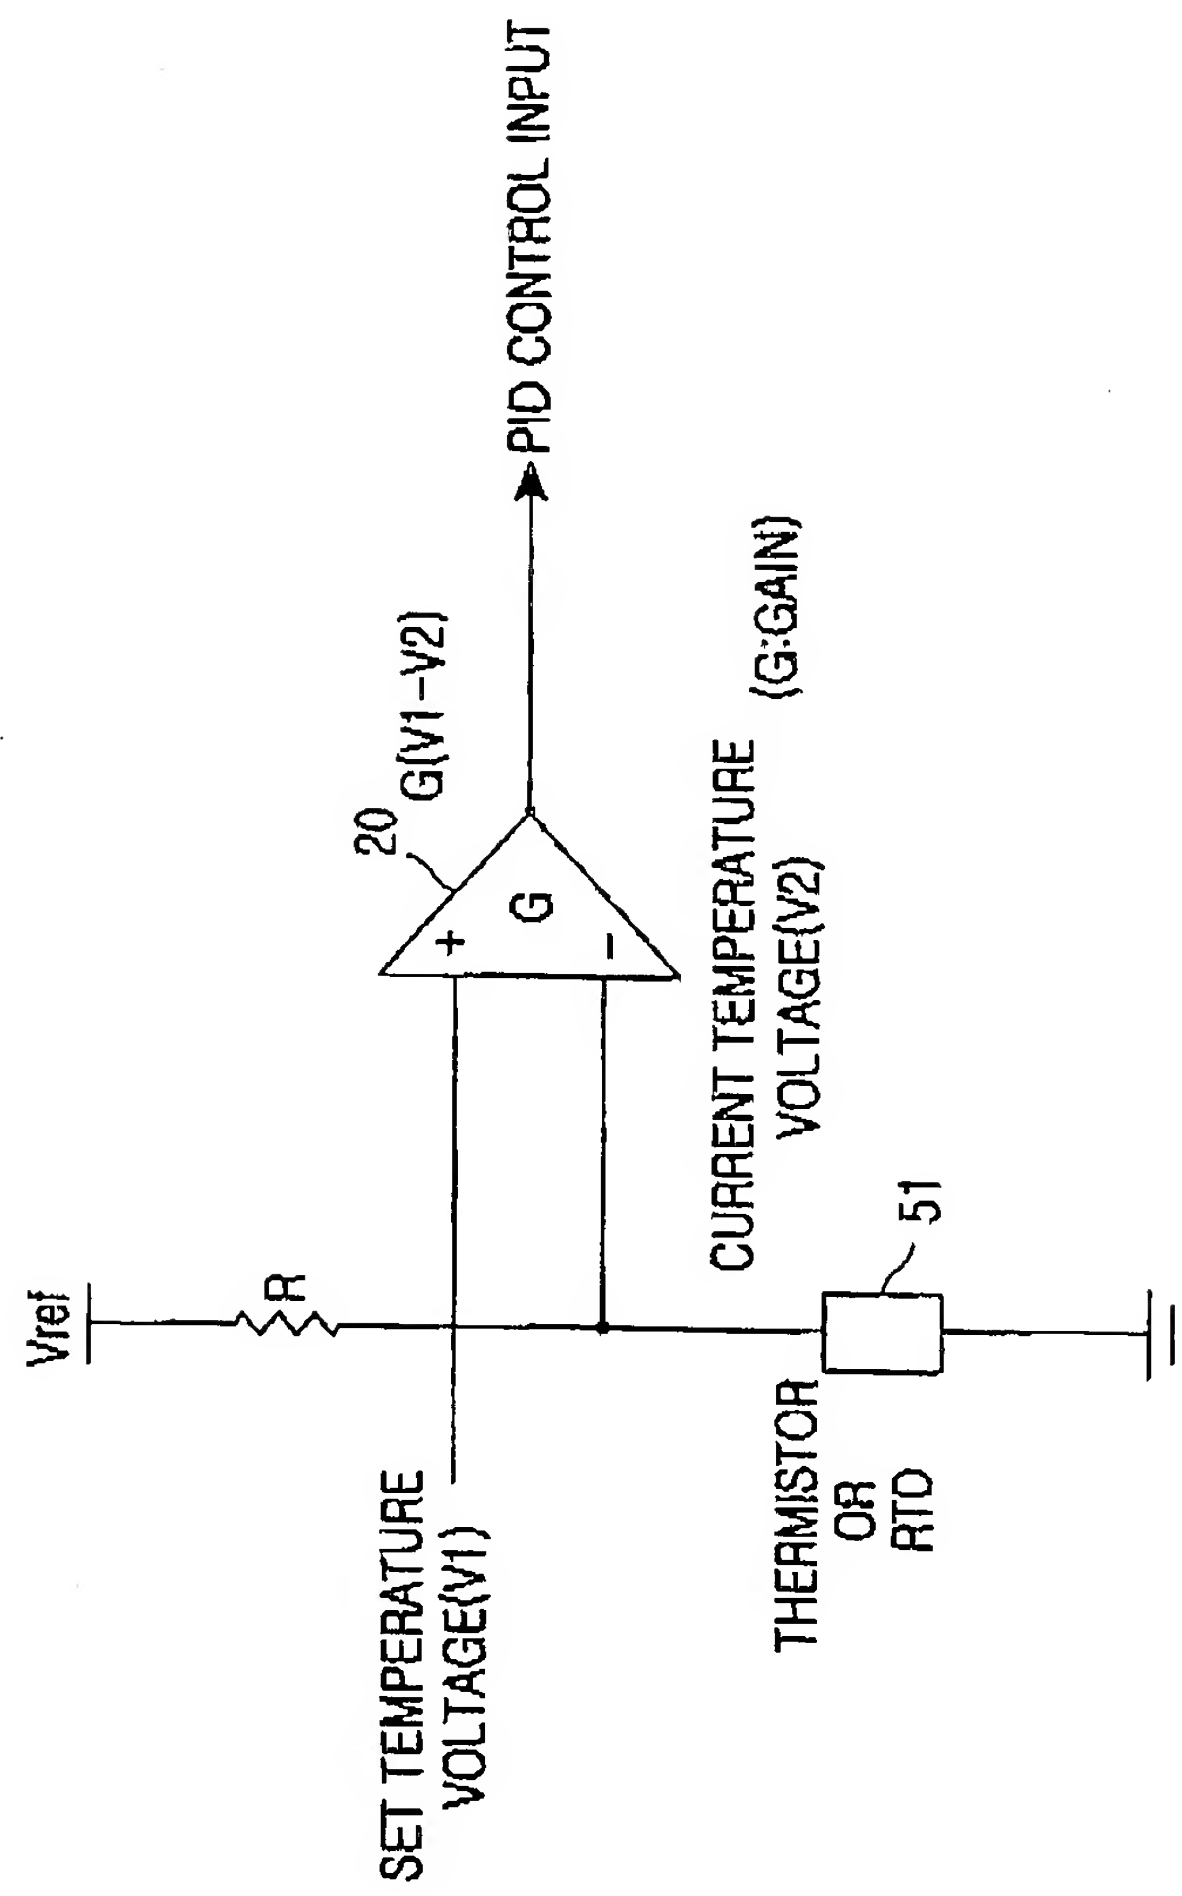 Vref
R
SET TEMPERATURE
VOLTAGE(V1)
20
G(V1-V2)
+
G
-
PID CONTROL INPUT
CURRENT TEMPERATURE
VOLTAGE(V2)
(G:GAIN)
THERMISTOR
OR
RTD
51